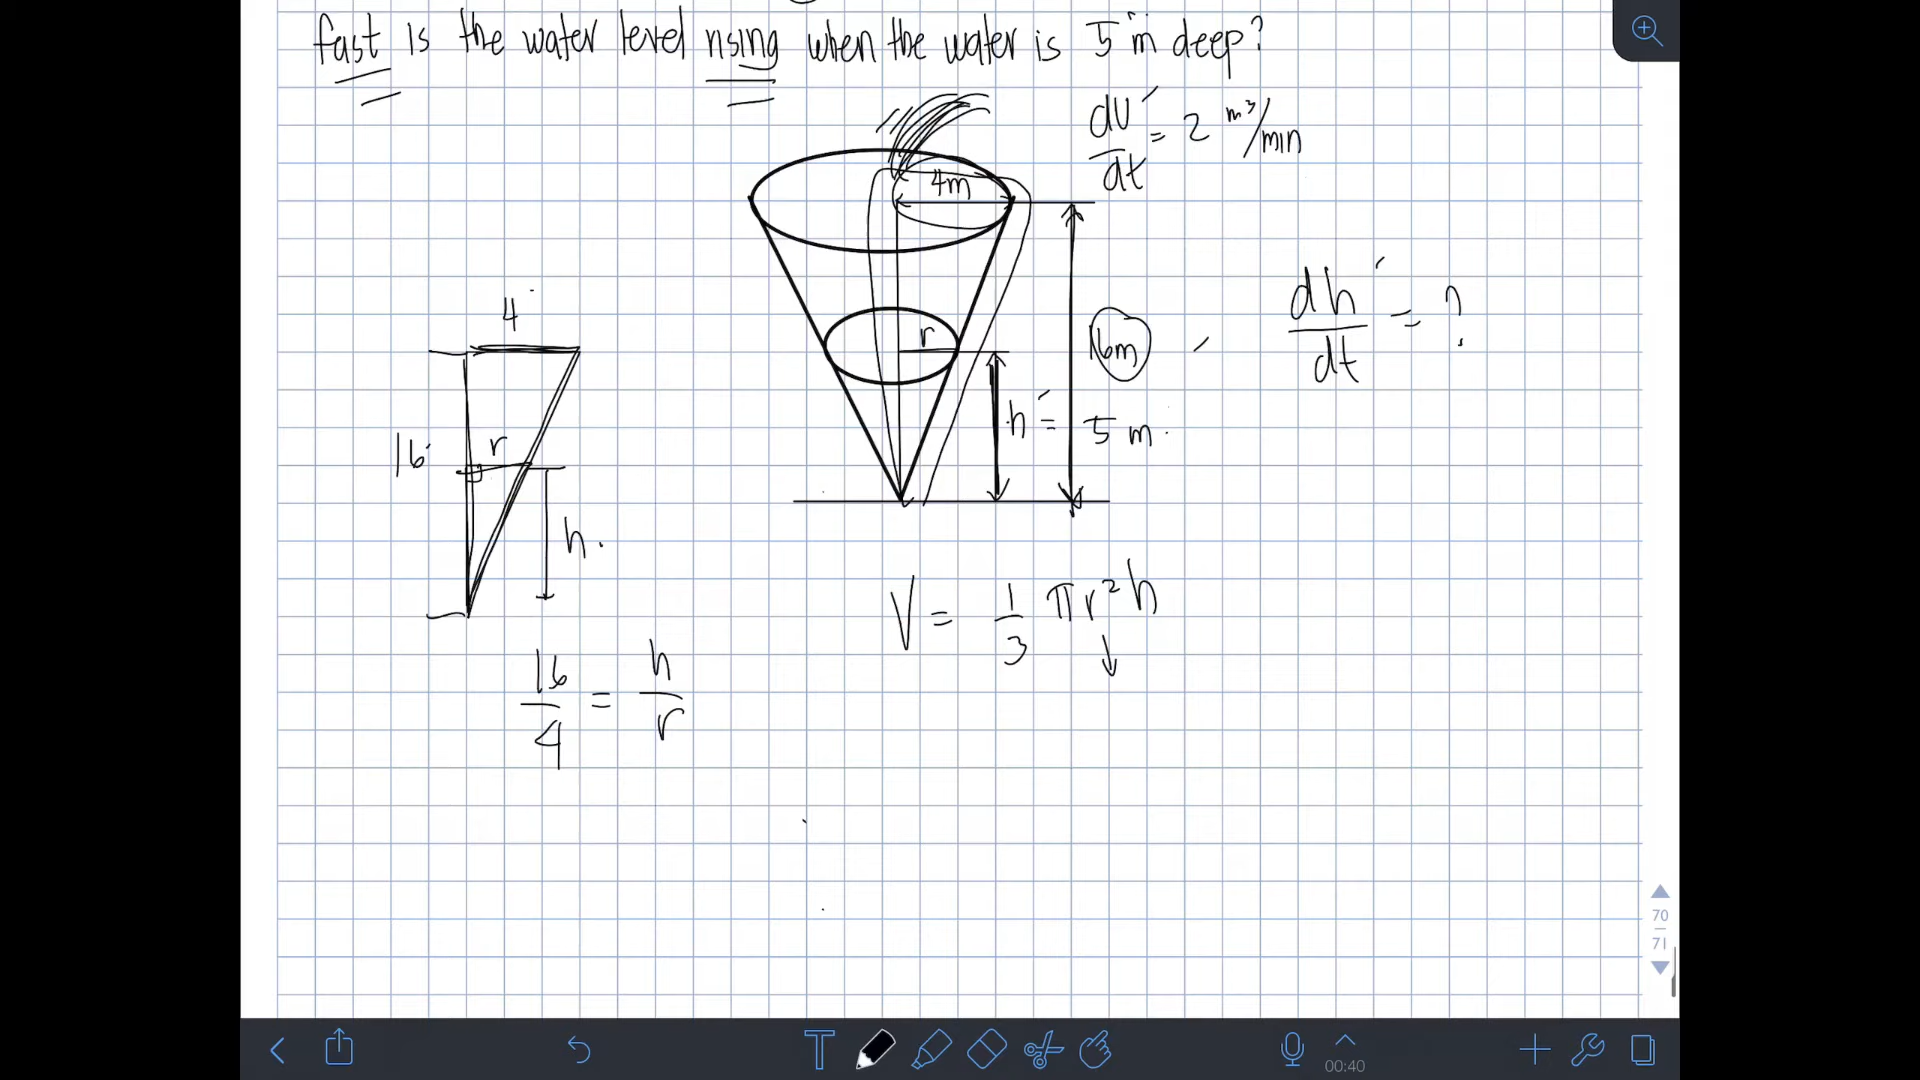 fast is the water level rising when the water is 5 m deep?
dV/dt = 2 m³/min
4m
r
16m
h = 5 m
dh/dt = ?
4
16
r
h
V = 1/3 πr²h
16/4 = h/r
70
71
T
00:40